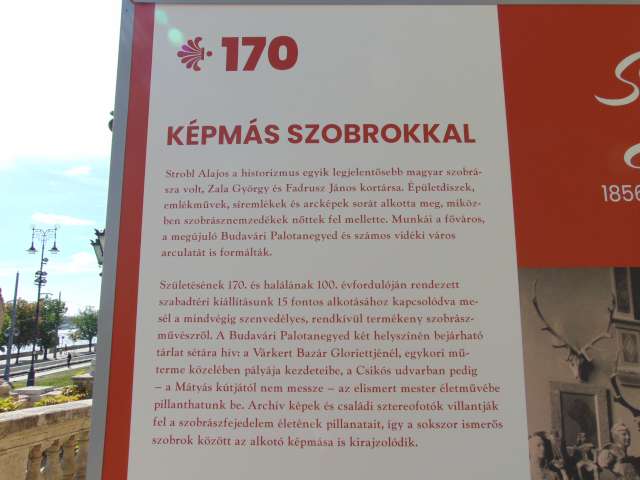 170
KÉPMÁS SZOBROKKAL
Strobl Alajos a historizmus egyik legjelentősebb magyar szobrá-
sza volt, Zala György és Fadrusz János kortársa. Épületdíszek,
emlékművek, síremlékek és arcképek sorát alkotta meg, miköz-
ben szobrásznemzedékek nőttek fel mellette. Munkái a főváros,
a megújuló Budavári Palotanegyed és számos vidéki város
arculatát is formálták.
Születésének 170. és halálának 100. évfordulóján rendezett
szabadtéri kiállításunk 15 fontos alkotásához kapcsolódva me-
sél a mindvégig szenvedélyes, rendkívül termékeny szobrász-
művészről. A Budavári Palotanegyed két helyszínén bejárható
tárlat sétára hív: a Várkert Bazár Gloriettjénél, egykori mű-
terme közelében pályája kezdeteibe, a Csikós udvarban pedig
– a Mátyás kútjától nem messze – az elismert mester életművébe
pillanthatunk be. Archív képek és családi sztereofotók villantják
fel a szobrászfejedelem életének pillanatait, így a sokszor ismerős
szobrok között az alkotó képmása is kirajzolódik.
1856